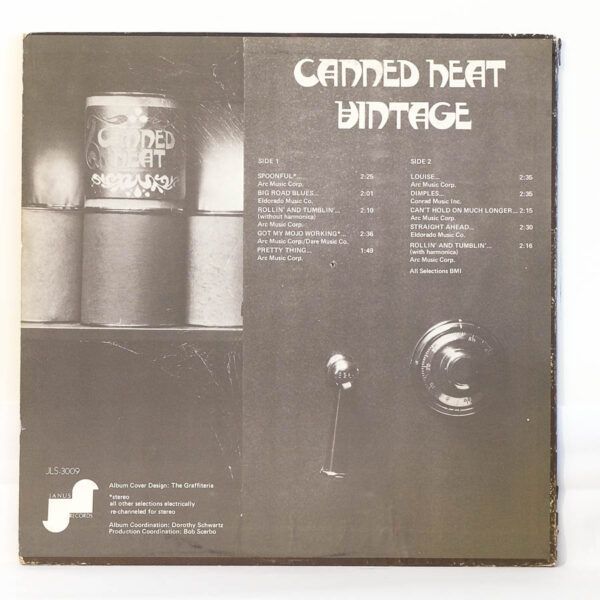 CANNED HEAT
VINTAGE
CANNED
HEAT
SIDE 1
SPOONFUL*... 2:25
Arc Music Corp.
BIG ROAD BLUES... 2:01
Eldorado Music Co.
ROLLIN' AND TUMBLIN'... 2:10
(without harmonica)
Arc Music Corp.
GOT MY MOJO WORKING*... 2:36
Arc Music Corp./Dare Music Co.
PRETTY THING... 1:49
Arc Music Corp.
SIDE 2
LOUISE... 2:35
Arc Music Corp.
DIMPLES... 2:35
Conrad Music Inc.
CAN'T HOLD ON MUCH LONGER... 2:15
Arc Music Corp.
STRAIGHT AHEAD... 2:30
Eldorado Music Co.
ROLLIN' AND TUMBLIN'... 2:16
(with harmonica)
Arc Music Corp.
All Selections BMI
JLS-3009
JANUS
RECORDS
Album Cover Design: The Graffiteria
*stereo
all other selections electrically
re-channeled for stereo
Album Coordination: Dorothy Schwartz
Production Coordination: Bob Scerbo